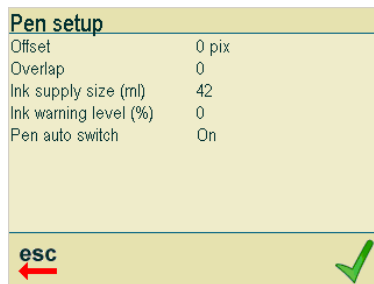 Pen setup
Offset 0 pix
Overlap 0
Ink supply size (ml) 42
Ink warning level (%) 0
Pen auto switch On
esc